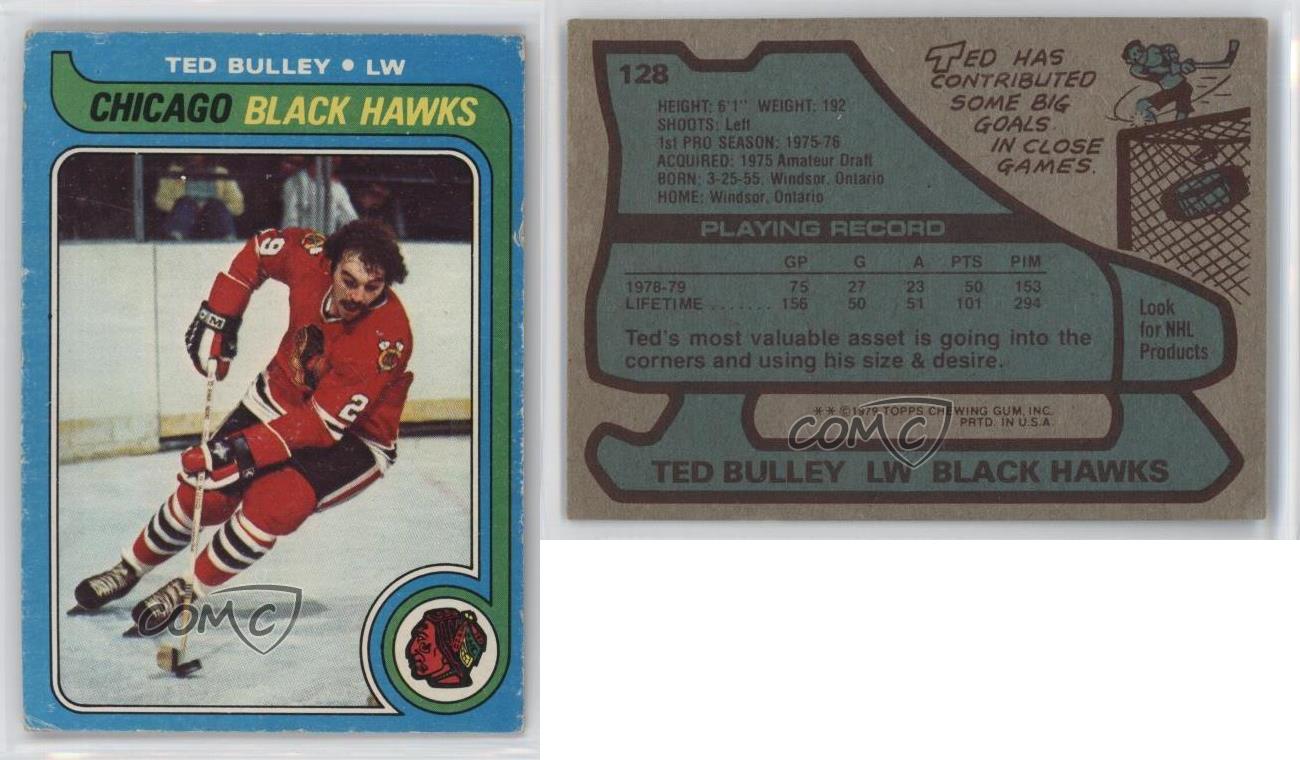 TED BULLEY • LW
CHICAGO BLACK HAWKS
9
2
COMC
128
HEIGHT: 6'1" WEIGHT: 192
SHOOTS: Left
1st PRO SEASON: 1975-76
ACQUIRED: 1975 Amateur Draft
BORN: 3-25-55, Windsor, Ontario
HOME: Windsor, Ontario
TED HAS
CONTRIBUTED
SOME BIG
GOALS
IN CLOSE
GAMES.
PLAYING RECORD
GP G A PTS PIM
1978-79 75 27 23 50 153
LIFETIME ....... 156 50 51 101 294
Ted's most valuable asset is going into the
corners and using his size & desire.
Look
for NHL
Products
** ©1979 TOPPS CHEWING GUM, INC.
PRTD. IN U.S.A.
COMC
TED BULLEY LW BLACK HAWKS